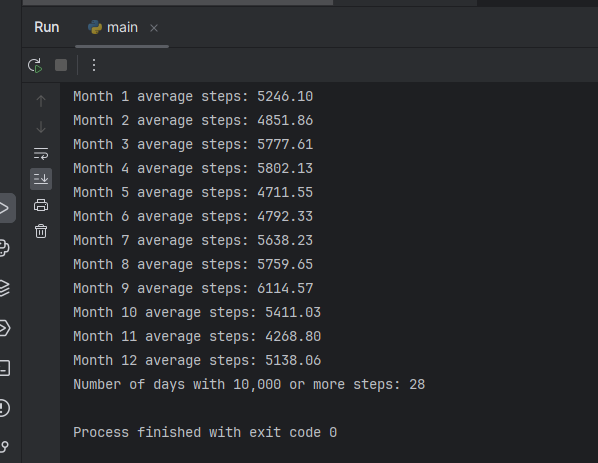 Run main
Month 1 average steps: 5246.10
Month 2 average steps: 4851.86
Month 3 average steps: 5777.61
Month 4 average steps: 5802.13
Month 5 average steps: 4711.55
Month 6 average steps: 4792.33
Month 7 average steps: 5638.23
Month 8 average steps: 5759.65
Month 9 average steps: 6114.57
Month 10 average steps: 5411.03
Month 11 average steps: 4268.80
Month 12 average steps: 5138.06
Number of days with 10,000 or more steps: 28
Process finished with exit code 0